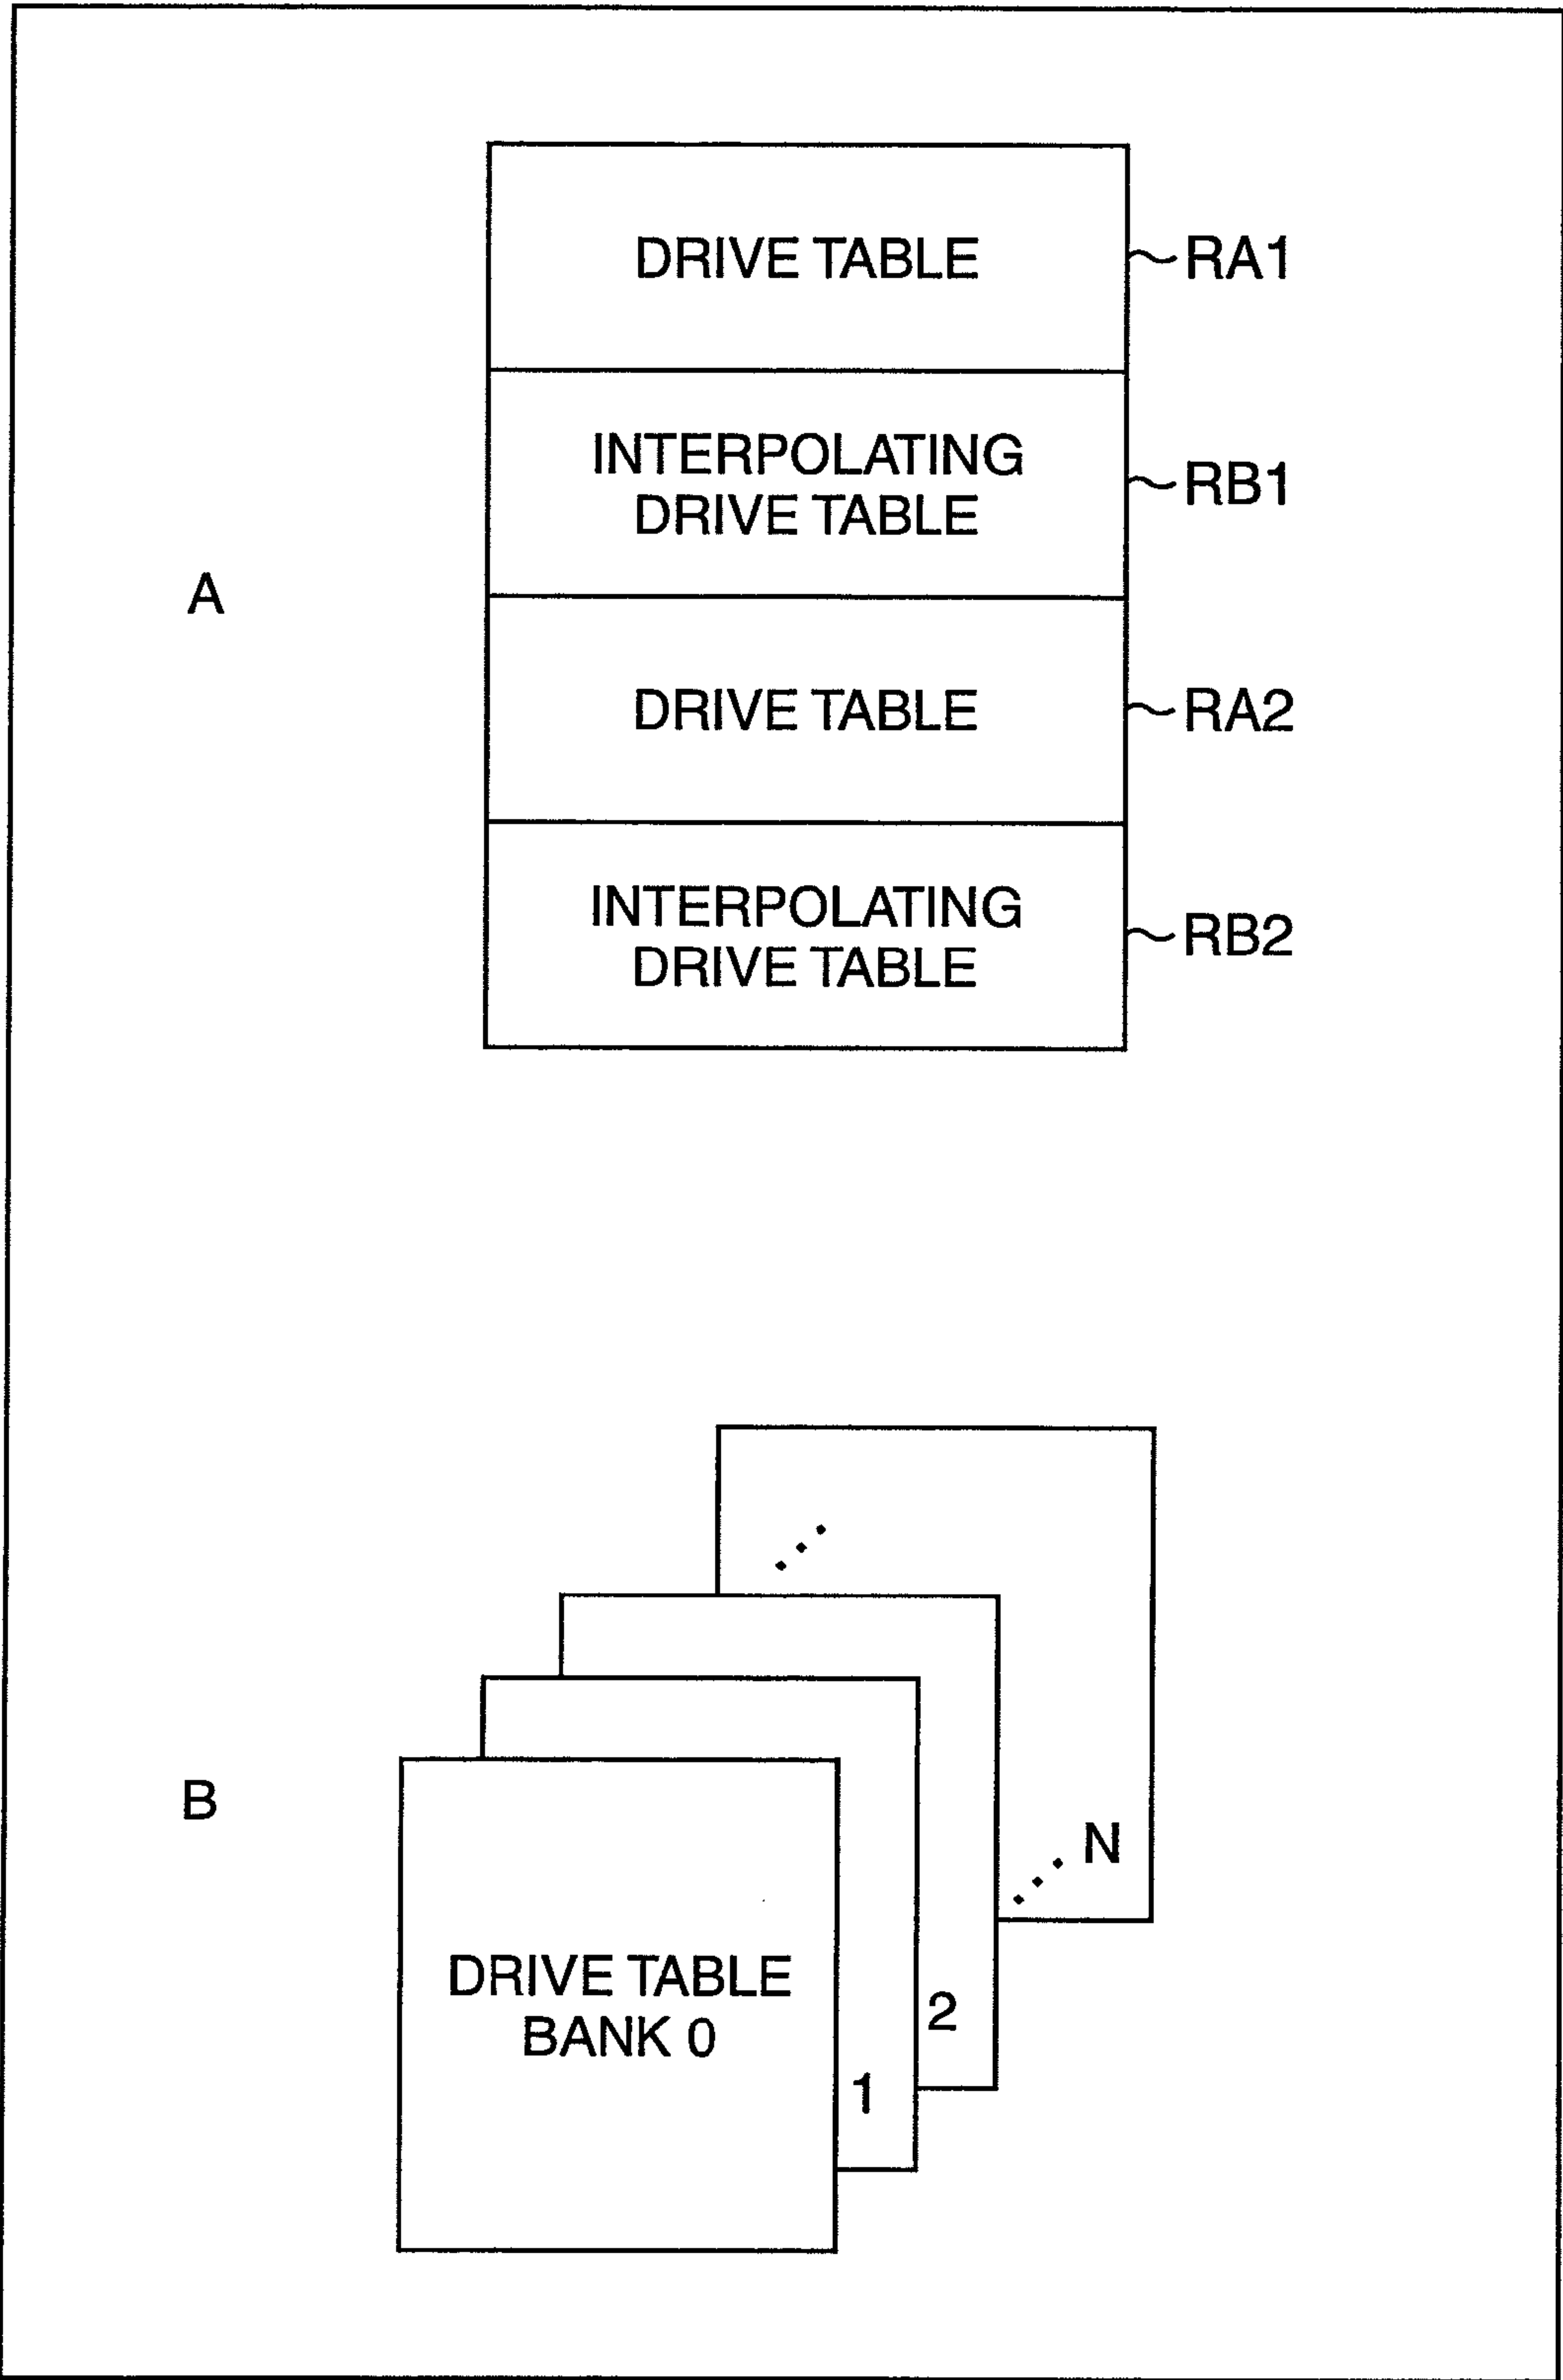 DRIVE TABLE
RA1
INTERPOLATING
DRIVE TABLE
RB1
A
DRIVE TABLE
RA2
INTERPOLATING
DRIVE TABLE
RB2
B
N
DRIVE TABLE
BANK 0
2
1